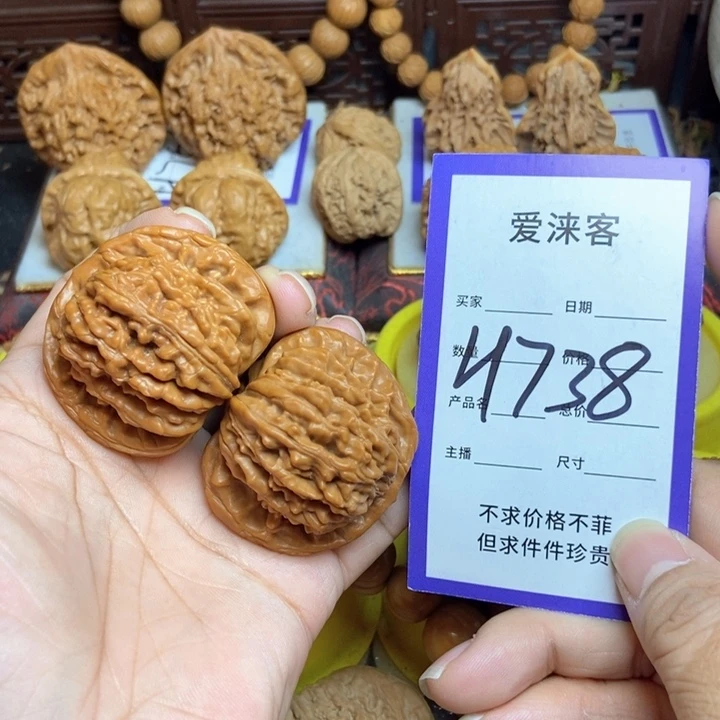 爱涞客
买家 日期
数量 价格
4738
产品名 总价
主播 尺寸
不求价格不菲
但求件件珍贵